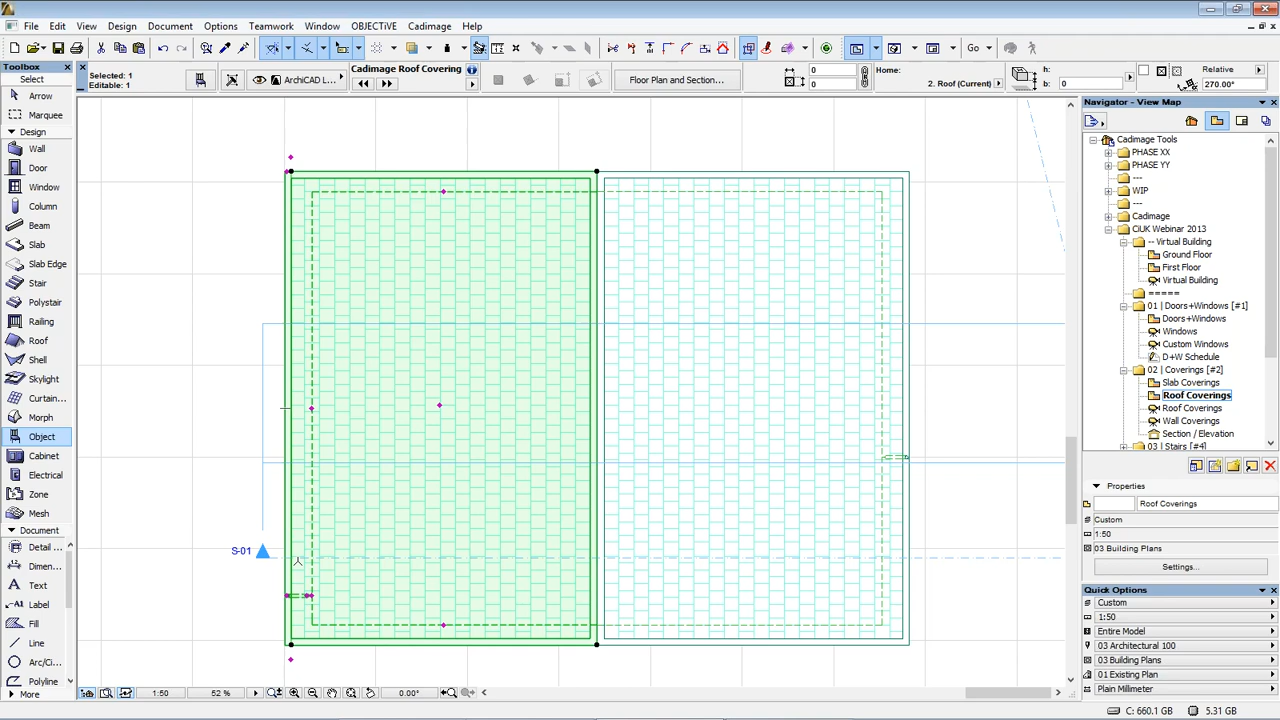 File Edit View Design Document Options Teamwork Window OBJECTiVE Cadimage Help
Toolbox
Select
Arrow
Marquee
Design
Wall
Door
Window
Column
Beam
Slab
Slab Edge
Stair
Polystair
Railing
Roof
Shell
Skylight
Curtain...
Morph
Object
Cabinet
Electrical
Zone
Mesh
Document
Detail ...
Dimen...
Text
Label
Fill
Line
Arc/Ci...
Polyline
More
Selected: 1
Editable: 1
ArchiCAD L...
Cadimage Roof Covering
Floor Plan and Section...
0
0
Home:
2. Roof (Current)
h:
b: 0
Relative
270.00°
Go
S-01
1:50
52 %
0.00°
Navigator - View Map
Cadimage Tools
PHASE XX
PHASE YY
---
WIP
---
Cadimage
CiUK Webinar 2013
-- Virtual Building
Ground Floor
First Floor
Virtual Building
=====
01 | Doors+Windows [#1]
Doors+Windows
Windows
Custom Windows
D+W Schedule
02 | Coverings [#2]
Slab Coverings
Roof Coverings
Roof Coverings
Wall Coverings
Section / Elevation
03 | Stairs [#4]
Properties
Roof Coverings
Custom
1:50
03 Building Plans
Settings...
Quick Options
Custom
1:50
Entire Model
03 Architectural 100
03 Building Plans
01 Existing Plan
Plain Millimeter
C: 660.1 GB
5.31 GB